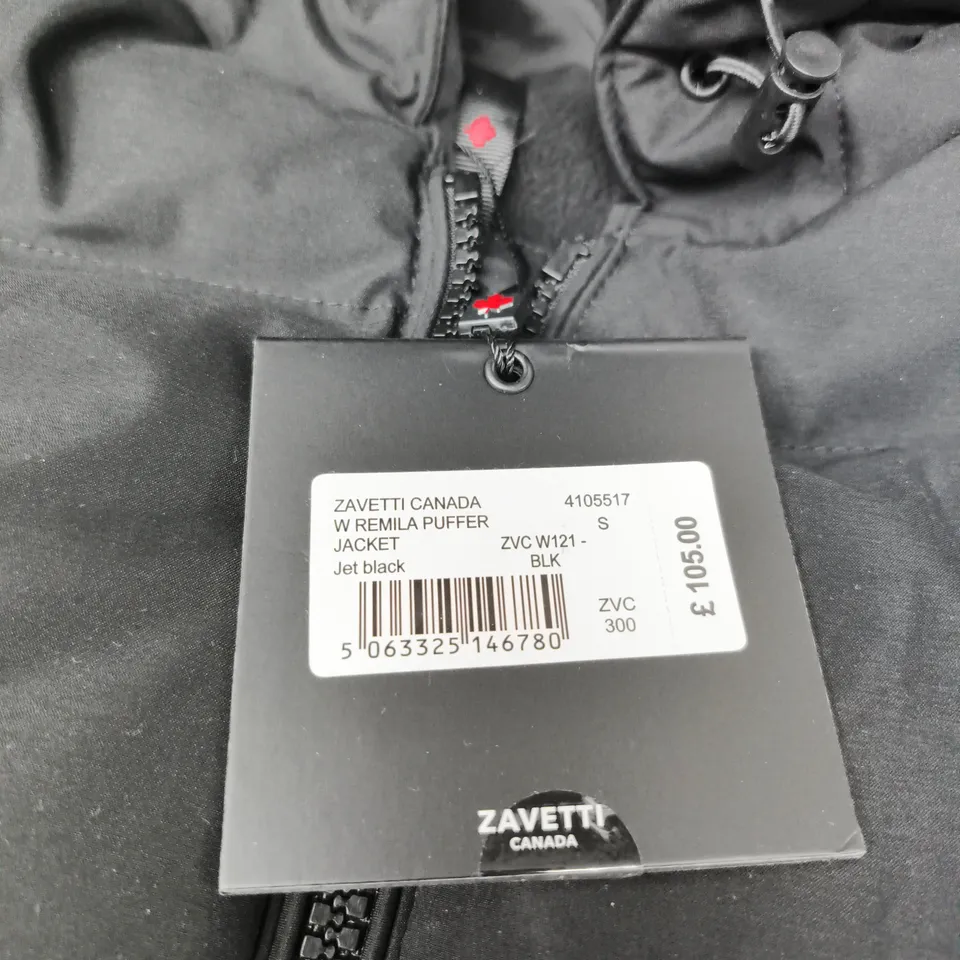 ZAVETTI CANADA 4105517
W REMILA PUFFER S
JACKET ZVC W121 -
Jet black BLK
ZVC
300
5 063325 146780
£ 105.00
ZAVETTI
CANADA